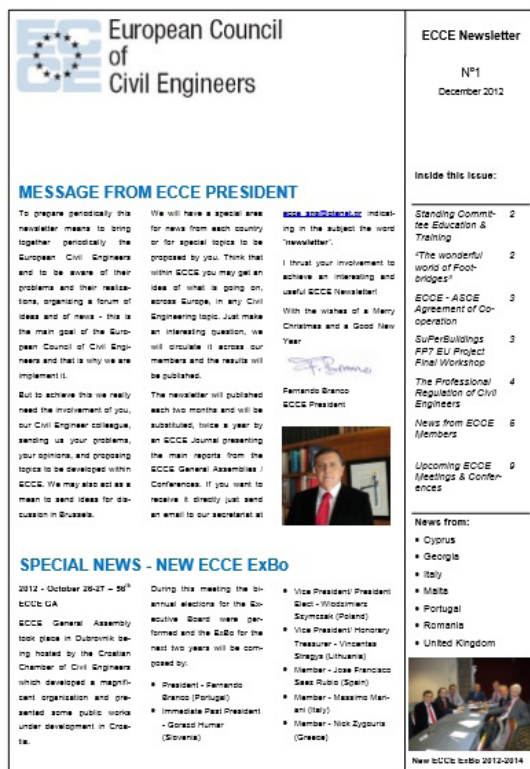 European Council
of
Civil Engineers
ECCE Newsletter
N°1
December 2012
MESSAGE FROM ECCE PRESIDENT
To prepare periodically this
newsletter means to bring
together periodically the
European Civil Engineers
and to be aware of their
problems and their realiza-
tions, organizing a forum of
ideas and of news - this is
the main goal of the Euro-
pean Council of Civil Engi-
neers and that is why we are
implement it.
But to achieve this we really
need the involvement of you,
our Civil Engineer colleague,
sending us your problems,
your opinions, and proposing
topics to be developed within
ECCE. We may also act as a
mean to send ideas for dis-
cussion in Brussels.
We will have a special area
for news from each country
or for special topics to be
proposed by you. Think that
within ECCE you may get an
idea of what is going on,
across Europe, in any Civil
Engineering topic. Just make
an interesting question, we
will circulate it across our
members and the results will
be published.
The newsletter will published
each two months and will be
substituted, twice a year by
an ECCE Journal presenting
the main reports from the
ECCE General Assemblies /
Conferences. If you want to
receive it directly just send
an email to our secretariat at
indicat-
ing in the subject the word
"newsletter".
I thrust your involvement to
achieve an interesting and
useful ECCE Newsletter!
With the wishes of a Merry
Christmas and a Good New
Year
Fernando Branco
ECCE President
SPECIAL NEWS - NEW ECCE ExBo
2012 - October 26-27 – 56th
ECCE GA
ECCE General Assembly
took place in Dubrovnik be-
ing hosted by the Croatian
Chamber of Civil Engineers
which developed a magnifi-
cent organisation and pre-
sented some public works
under development in Croa-
tia.
During this meeting the bi-
annual elections for the Ex-
ecutive Board were per-
formed and the ExBo for the
next two years will be com-
posed by:
• President - Fernando
Branco (Portugal)
• Immediate Past President
- Gorazd Humar
(Slovenia)
• Vice President/ President
Elect - Wlodzimierz
Szymczak (Poland)
• Vice President/ Honorary
Treasurer - Vincentas
Stragys (Lithuania)
• Member - Jose Francisco
Saez Rubio (Spain)
• Member - Massimo Mari-
ani (Italy)
• Member - Nick Zygouris
(Greece)
Inside this issue:
Standing Commit- 2
tee Education &
Training
"The wonderful 2
world of Foot-
bridges"
ECCE - ASCE 3
Agreement of Co-
operation
SuPerBuildings 3
FP7 EU Project
Final Workshop
The Professional 4
Regulation of Civil
Engineers
News from ECCE
Members
Upcoming ECCE 9
Meetings & Confer-
ences
News from:
• Cyprus
• Georgia
• Italy
• Malta
• Portugal
• Romania
• United Kingdom
New ECCE ExBo 2012-2014